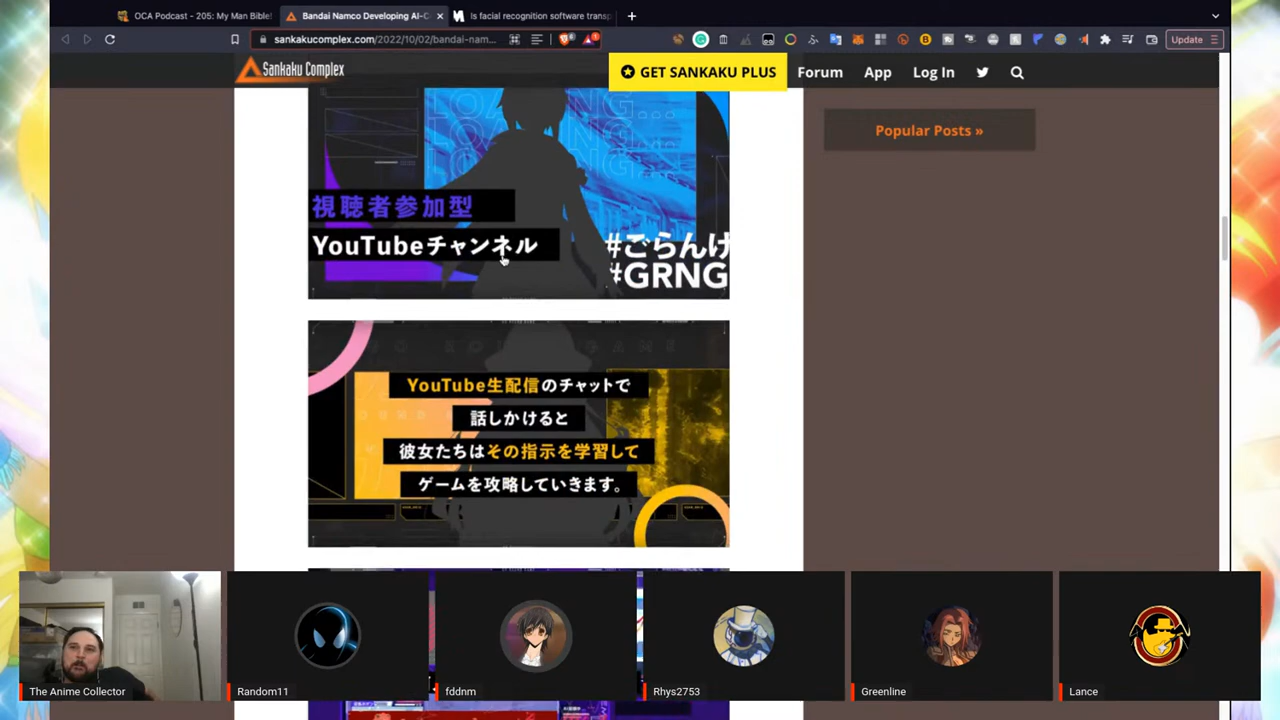 OCA Podcast - 205: My Man Bible!
Bandai Namco Developing AI-C
Is facial recognition software transp
sankakucomplex.com/2022/10/02/bandai-nam...
Update
Sankaku Complex
GET SANKAKU PLUS
Forum
App
Log In
Popular Posts »
LOADING...
視聴者参加型
YouTubeチャンネル
#ごらんげ
#GRNG
YouTube生配信のチャットで
話しかけると
彼女たちはその指示を学習して
ゲームを攻略していきます。
The Anime Collector
Random11
fddnm
Rhys2753
Greenline
Lance